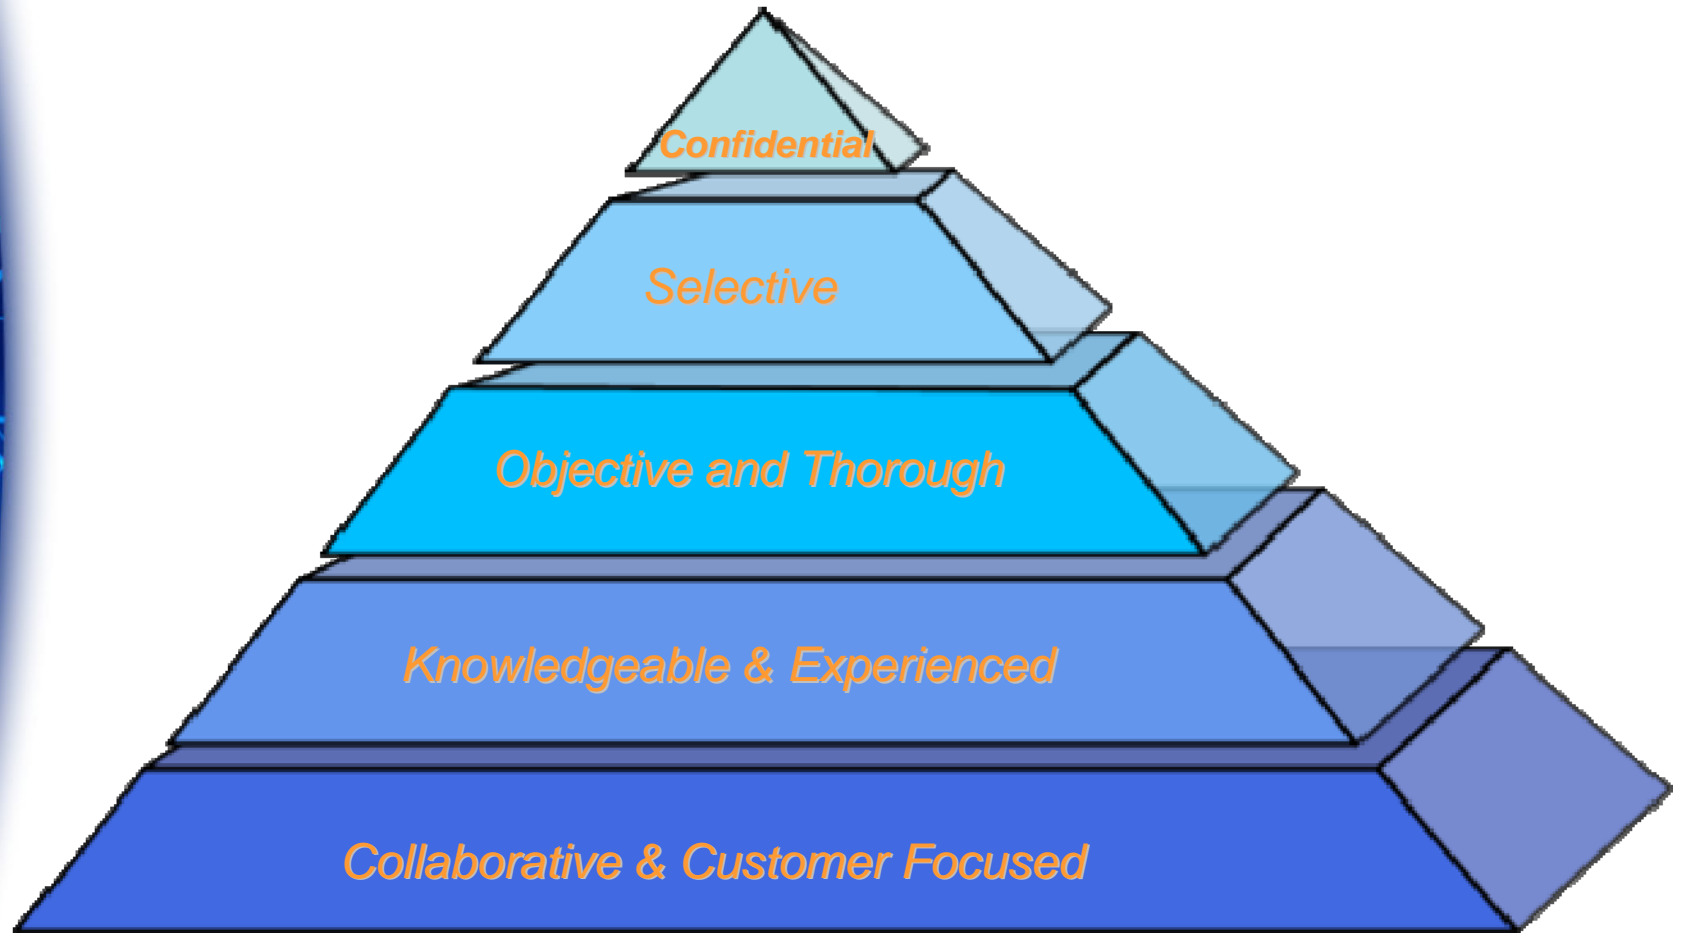 Confidential
Selective
Objective and Thorough
Knowledgeable & Experienced
Collaborative & Customer Focused